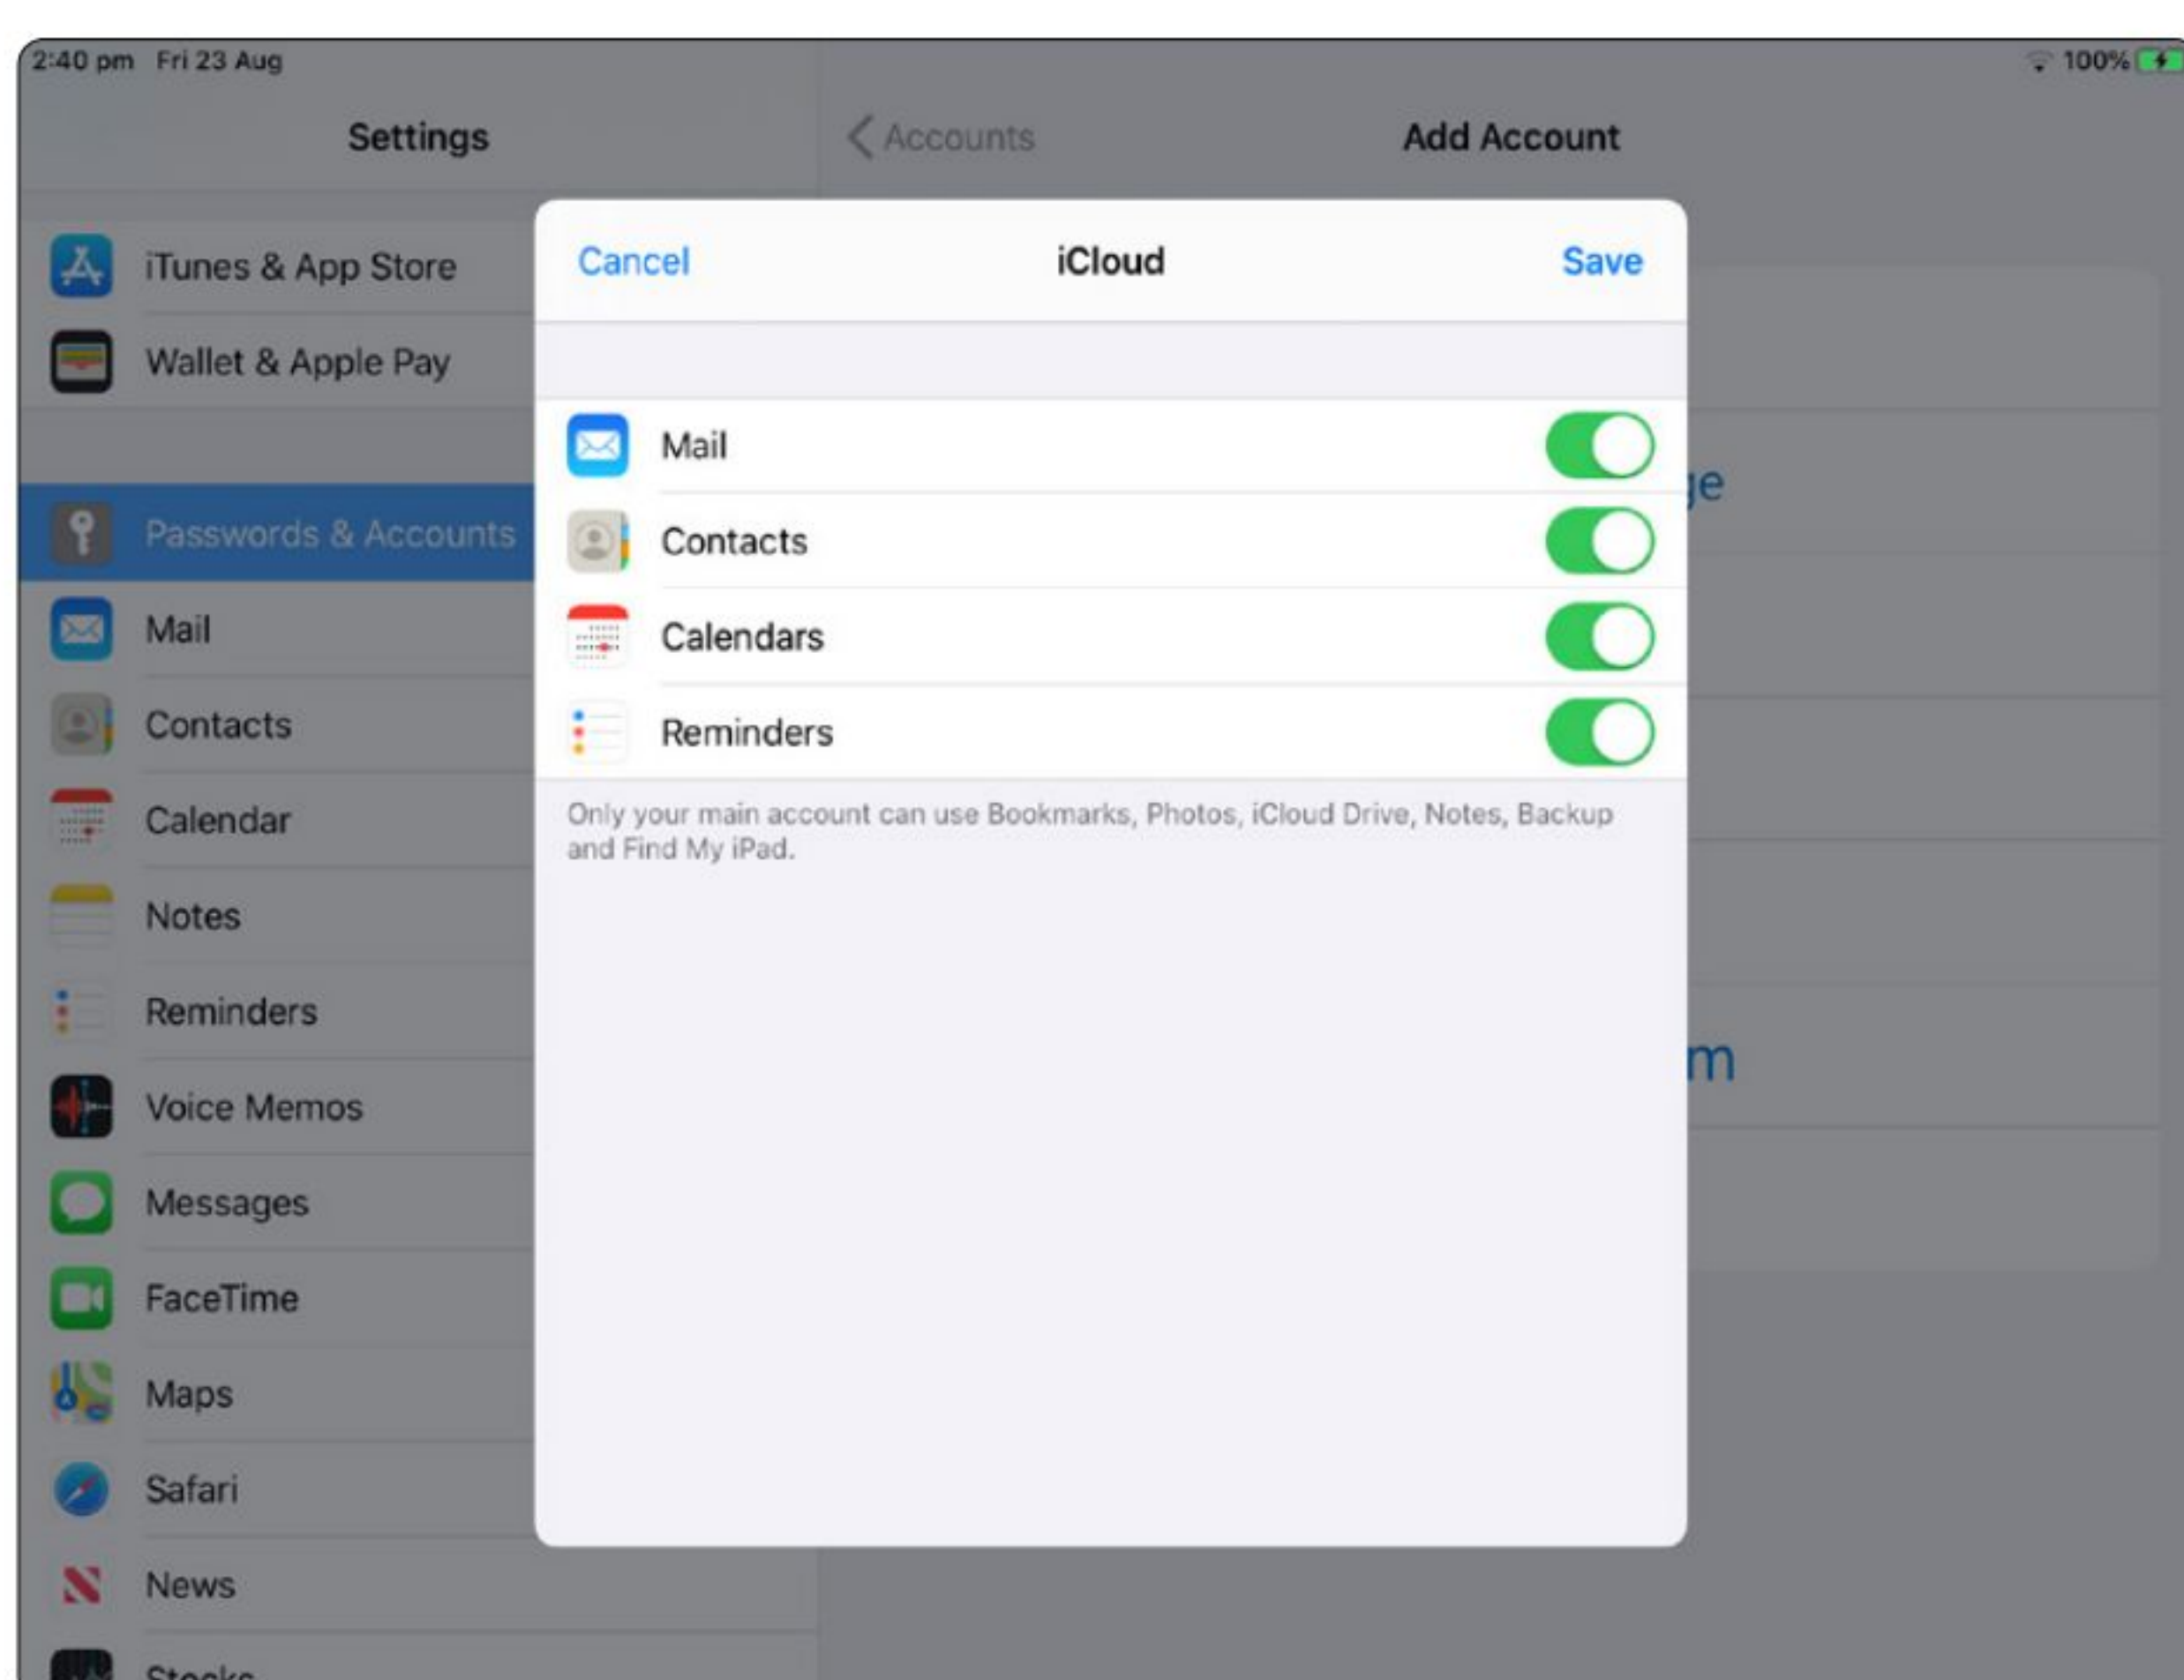 2:40 pm Fri 23 Aug
100%
Settings
Accounts
Add Account
iTunes & App Store
Wallet & Apple Pay
Passwords & Accounts
Mail
Contacts
Calendar
Notes
Reminders
Voice Memos
Messages
FaceTime
Maps
Safari
News
Stocks
Cancel
iCloud
Save
Mail
Contacts
Calendars
Reminders
Only your main account can use Bookmarks, Photos, iCloud Drive, Notes, Backup
and Find My iPad.